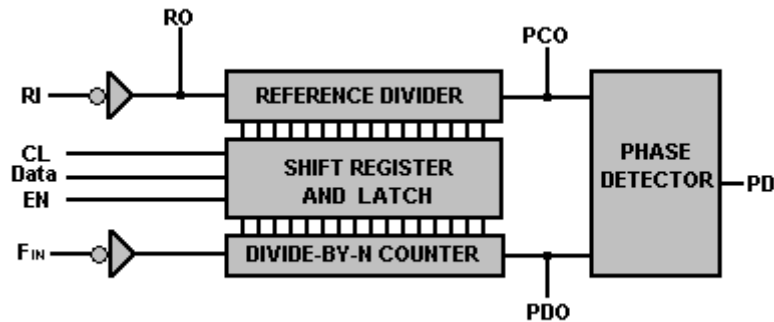 RO
PCO
RI
REFERENCE DIVIDER
CL
Data
EN
SHIFT REGISTER
AND LATCH
PHASE
DETECTOR
PD
FIN
DIVIDE-BY-N COUNTER
PDO